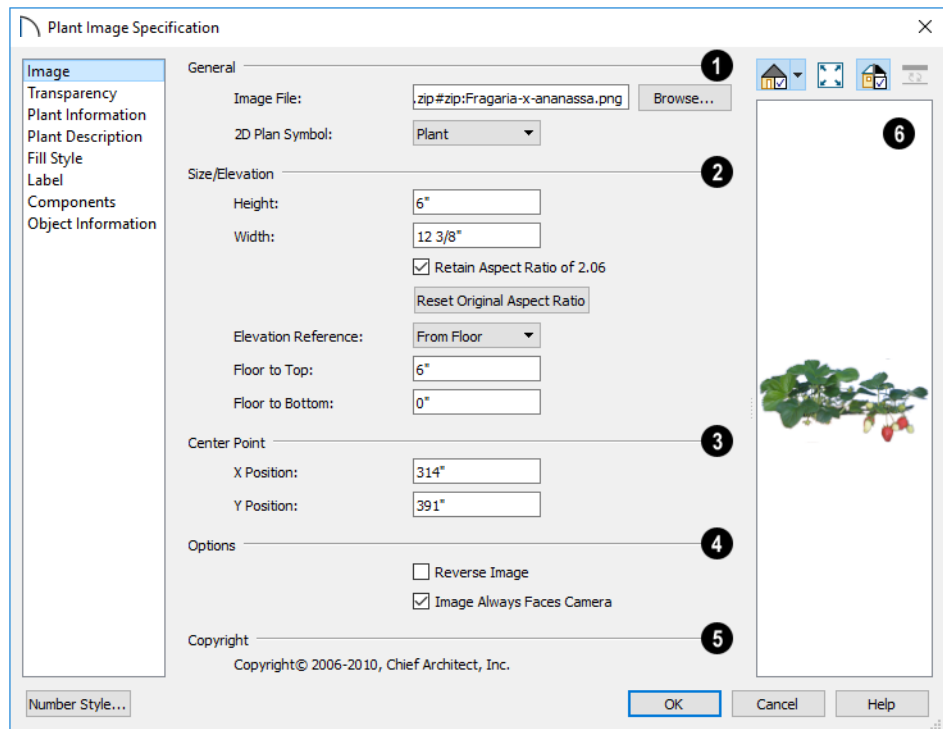 Plant Image Specification
Image
Transparency
Plant Information
Plant Description
Fill Style
Label
Components
Object Information
General
1
Image File: .zip#zip:Fragaria-x-ananassa.png Browse...
2D Plan Symbol: Plant
Size/Elevation
2
Height: 6"
Width: 12 3/8"
Retain Aspect Ratio of 2.06
Reset Original Aspect Ratio
Elevation Reference: From Floor
Floor to Top: 6"
Floor to Bottom: 0"
Center Point
3
X Position: 314"
Y Position: 391"
Options
4
Reverse Image
Image Always Faces Camera
Copyright
5
Copyright© 2006-2010, Chief Architect, Inc.
6
Number Style... OK Cancel Help